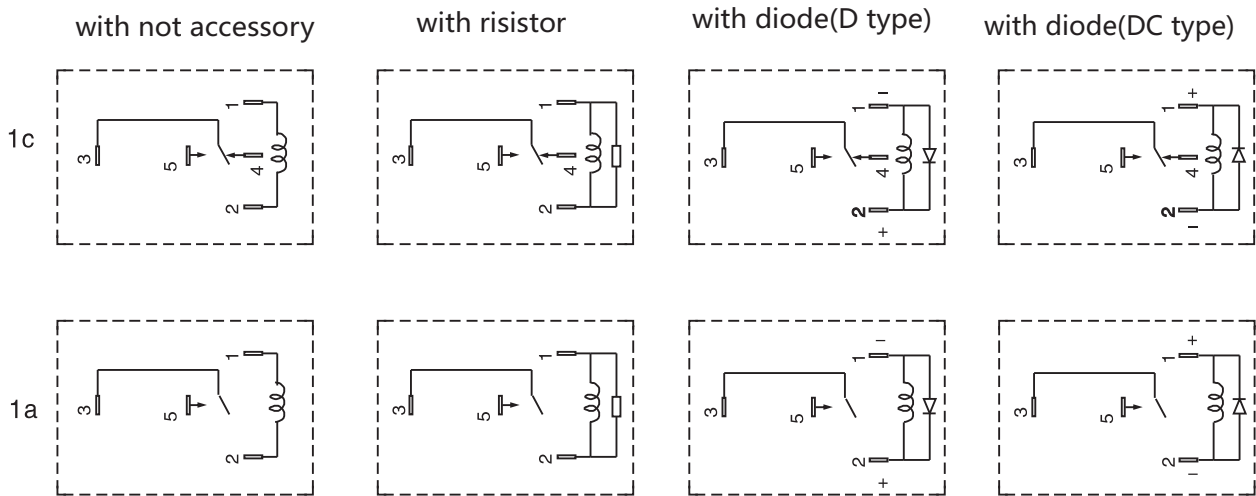 with not accessory
with risistor
with diode(D type)
with diode(DC type)
1c
3 5 4 1 2
3 5 4 1 2
3 5 4 1 − 2 +
3 5 4 1 + 2 −
1a
3 5 1 2
3 5 1 2
3 5 1 − 2 +
3 5 1 + 2 −